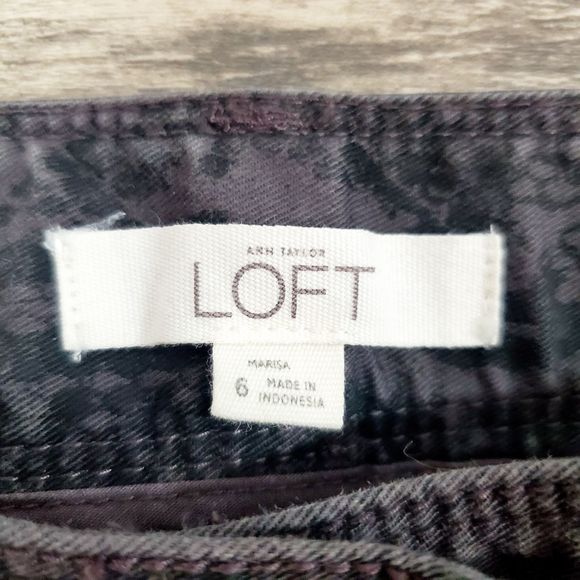 ANN TAYLOR
LOFT
MARISA
6 MADE IN
INDONESIA